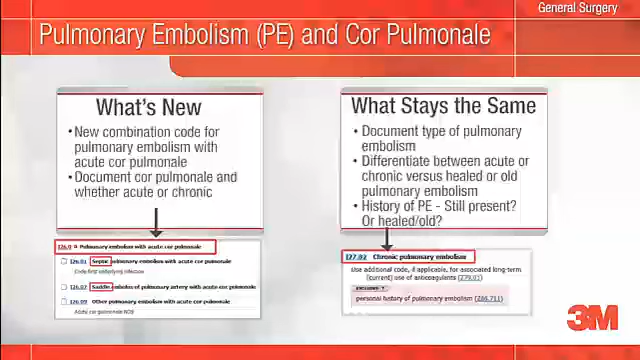 General Surgery
Pulmonary Embolism (PE) and Cor Pulmonale
What's New
•New combination code for
pulmonary embolism with
acute cor pulmonale
•Document cor pulmonale and
whether acute or chronic
I26.0 Pulmonary embolism with acute cor pulmonale
I26.01 Septic pulmonary embolism with acute cor pulmonale
Code first underlying infection
I26.02 Saddle embolus of pulmonary artery with acute cor pulmonale
I26.09 Other pulmonary embolism with acute cor pulmonale
Acute cor pulmonale NOS
What Stays the Same
• Document type of pulmonary
embolism
• Differentiate between acute or
chronic versus healed or old
pulmonary embolism
• History of PE - Still present?
Or healed/old?
I27.82 Chronic pulmonary embolism
Use additional code, if applicable, for associated long-term
(current) use of anticoagulants (Z79.01)
personal history of pulmonary embolism (Z86.711)
3M